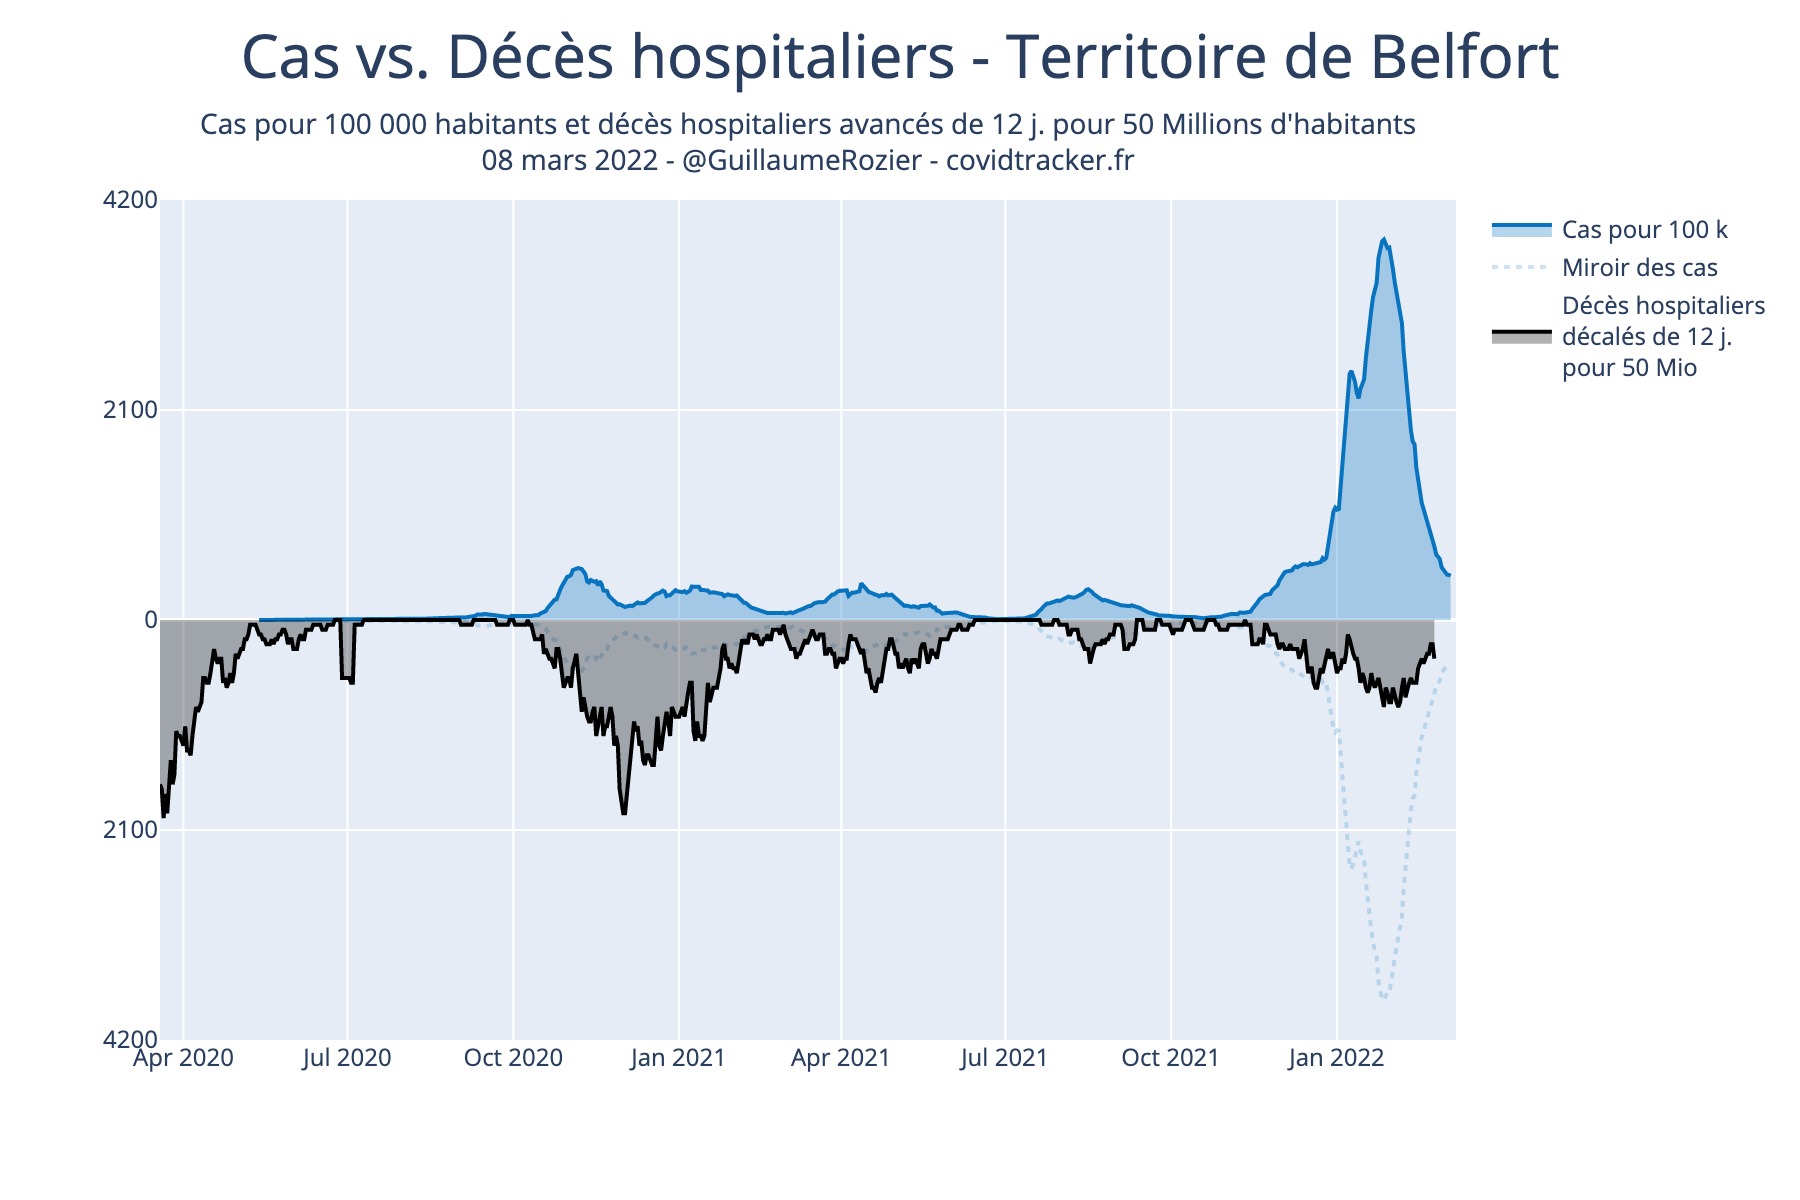 Cas vs. Décès hospitaliers - Territoire de Belfort
Cas pour 100 000 habitants et décès hospitaliers avancés de 12 j. pour 50 Millions d'habitants
08 mars 2022 - @GuillaumeRozier - covidtracker.fr
4200
2100
0
2100
4200
Apr 2020
Jul 2020
Oct 2020
Jan 2021
Apr 2021
Jul 2021
Oct 2021
Jan 2022
Cas pour 100 k
Miroir des cas
Décès hospitaliers
décalés de 12 j.
pour 50 Mio